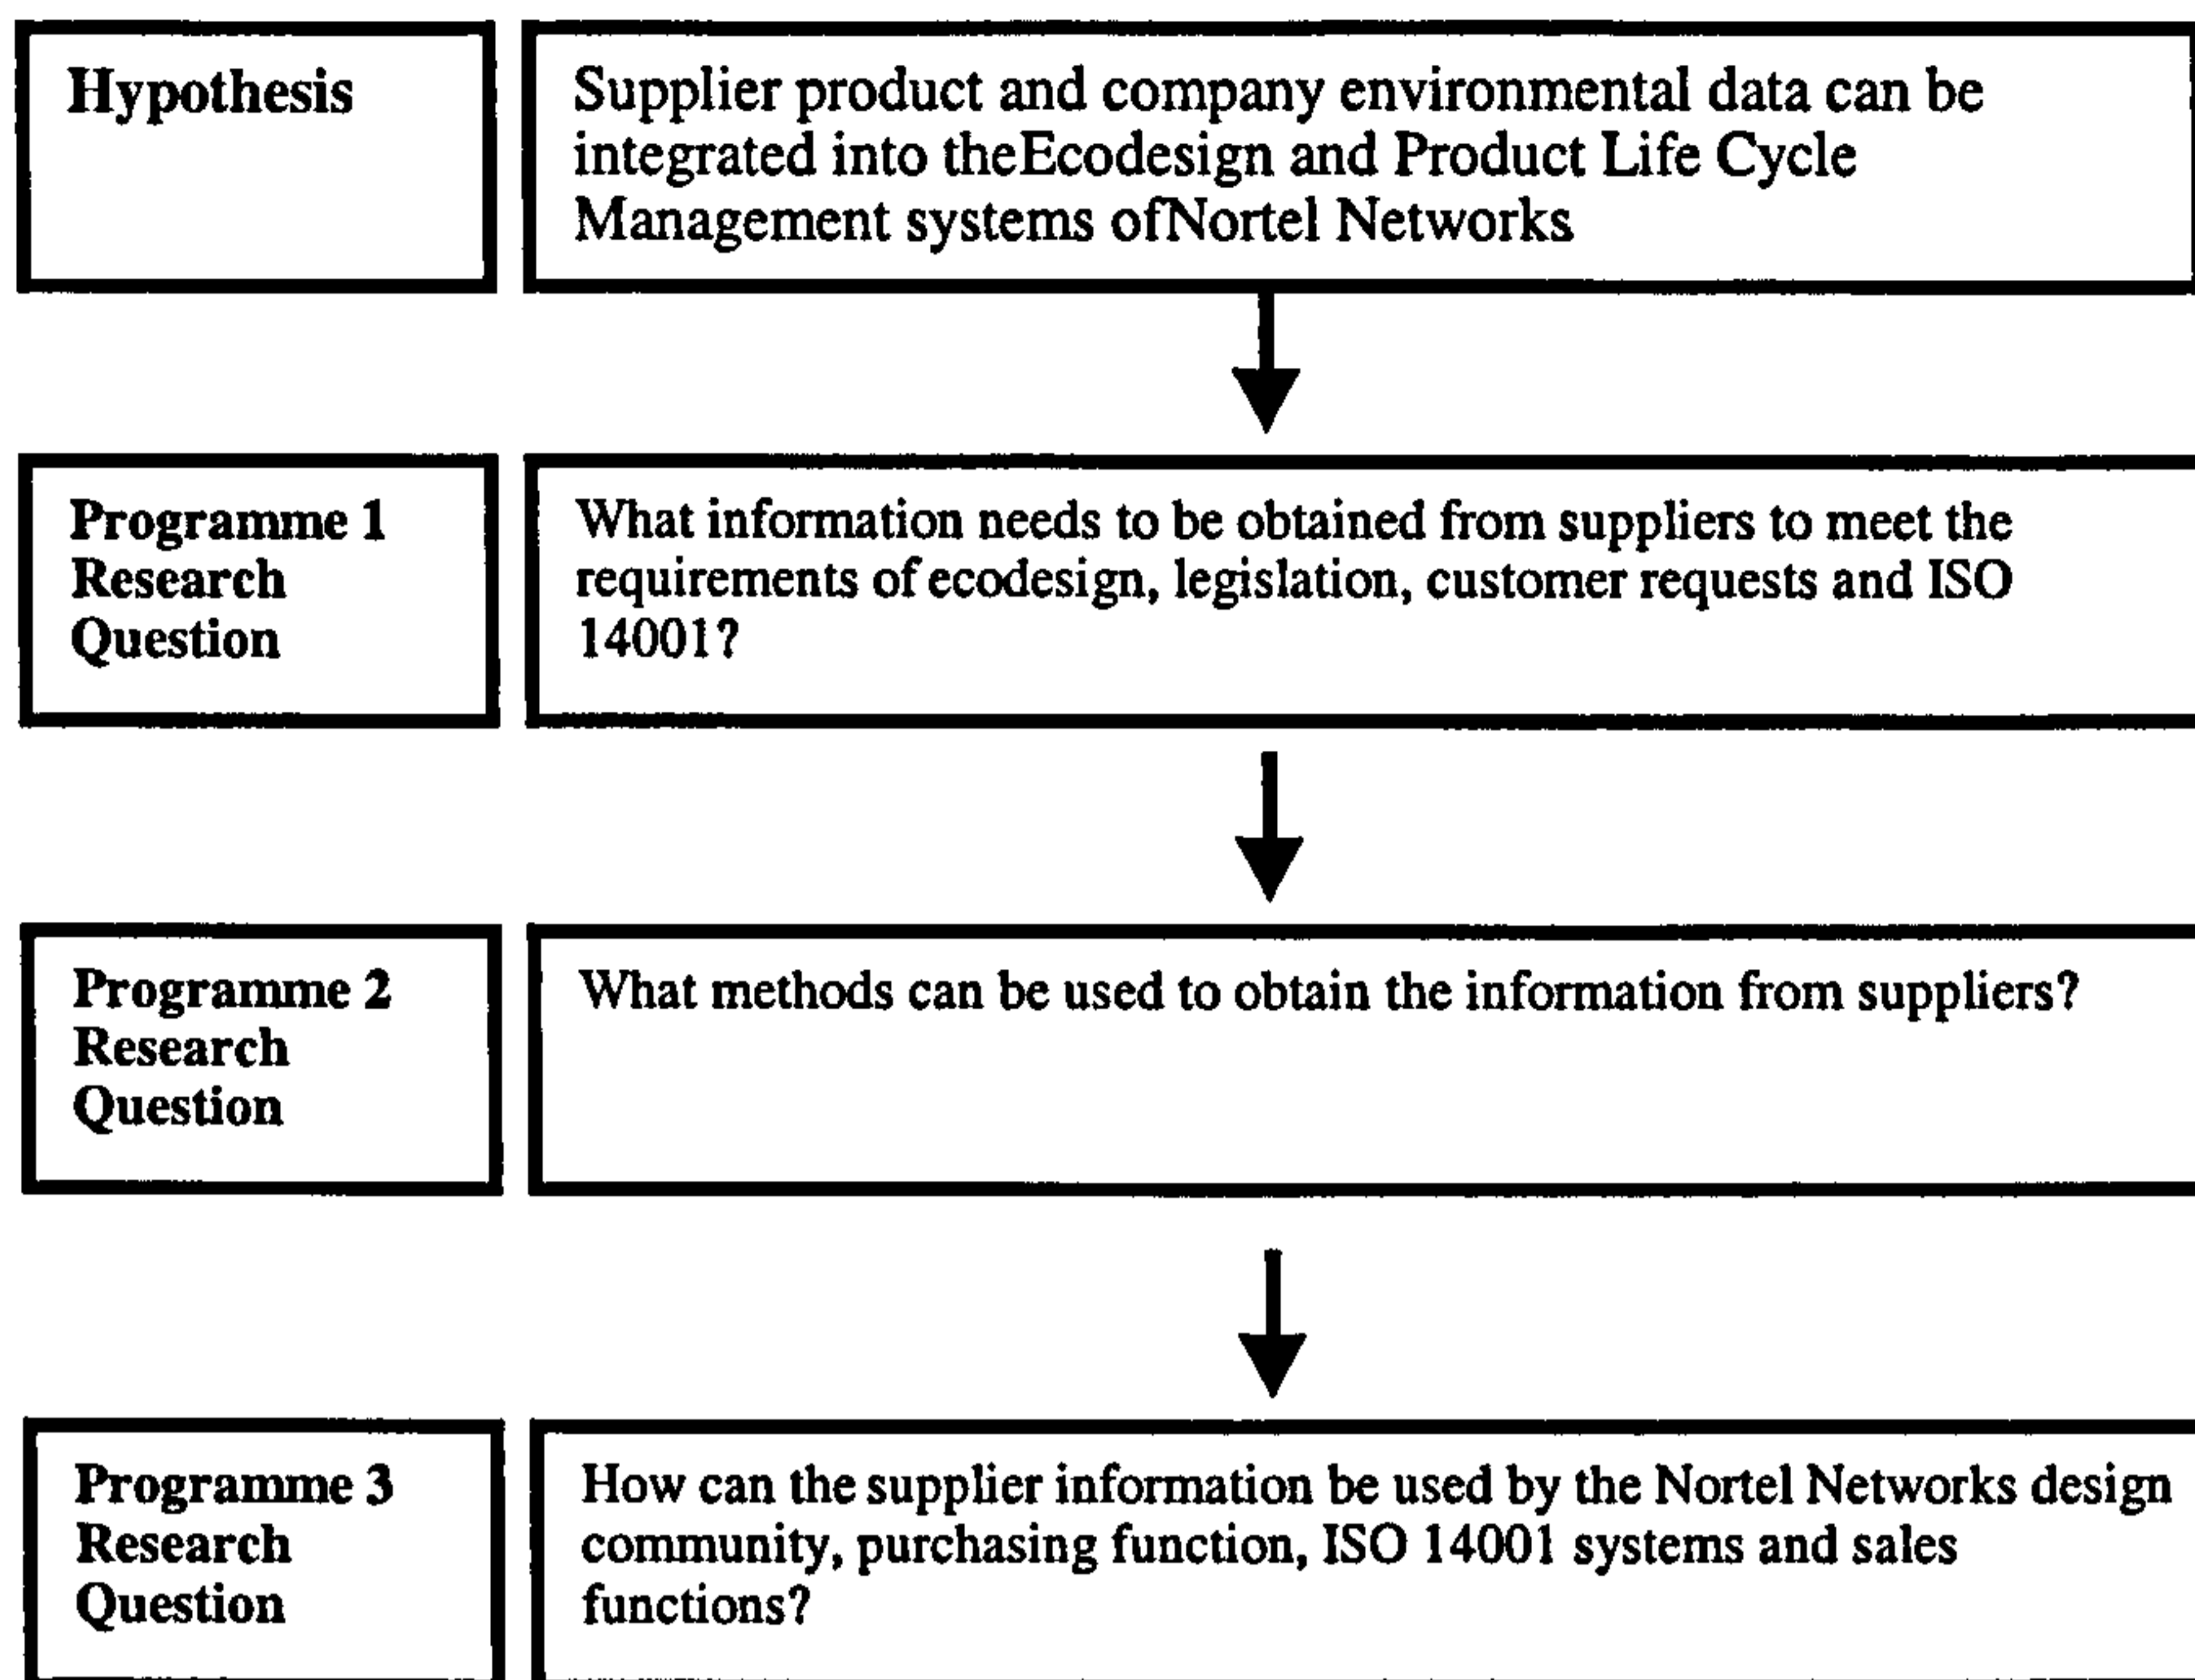 Hypothesis
Supplier product and company environmental data can be
integrated into theEcodesign and Product Life Cycle
Management systems ofNortel Networks
Programme 1
Research
Question
What information needs to be obtained from suppliers to meet the
requirements of ecodesign, legislation, customer requests and ISO
14001?
Programme 2
Research
Question
What methods can be used to obtain the information from suppliers?
Programme 3
Research
Question
How can the supplier information be used by the Nortel Networks design
community, purchasing function, ISO 14001 systems and sales
functions?